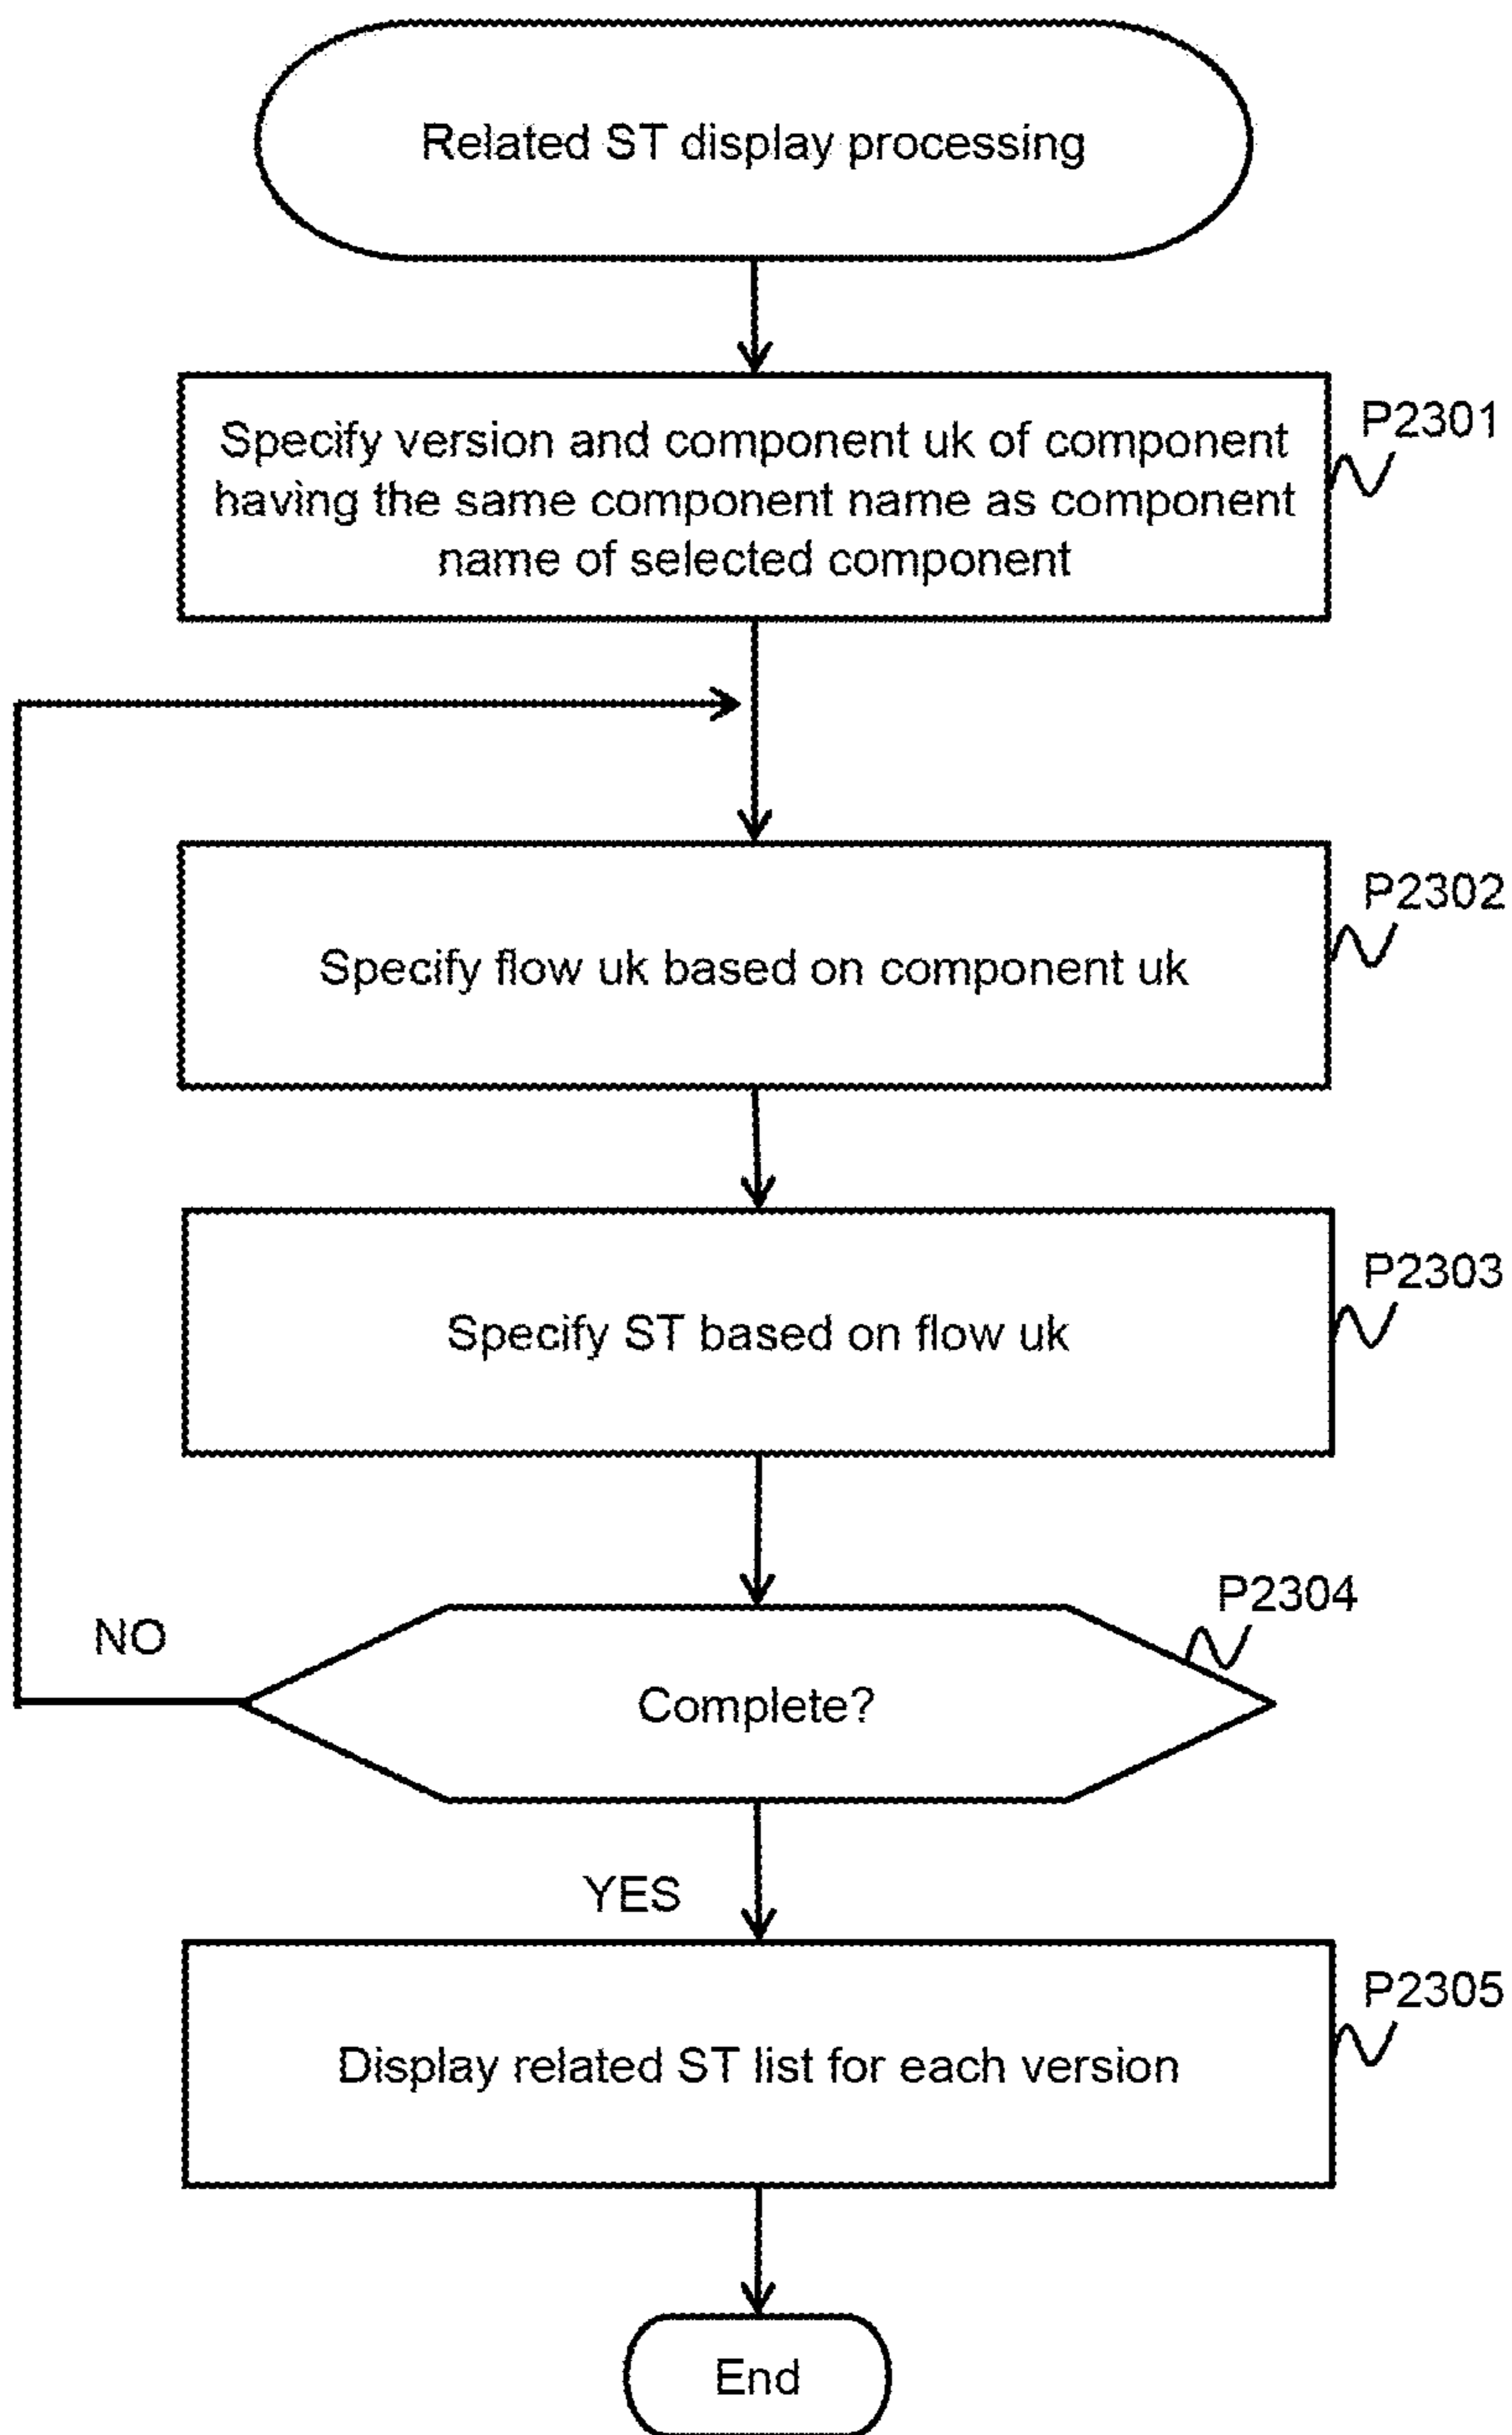 Related ST display processing
P2301
Specify version and component uk of component
having the same component name as component
name of selected component
P2302
Specify flow uk based on component uk
P2303
Specify ST based on flow uk
P2304
NO
Complete?
YES
P2305
Display related ST list for each version
End